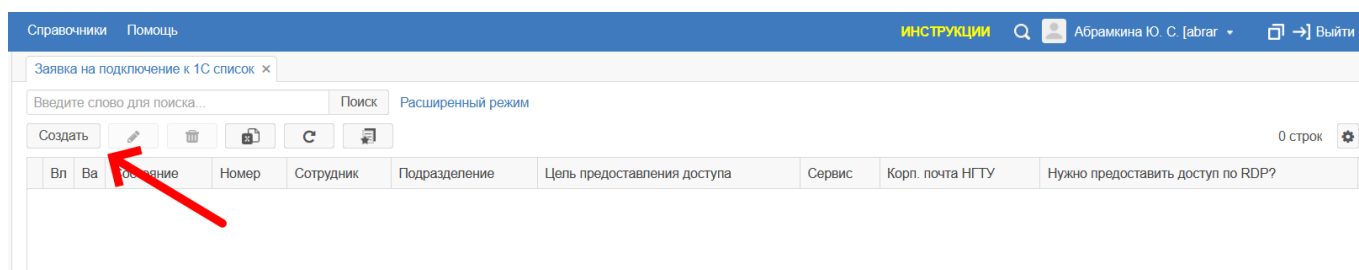 Справочники Помощь ИНСТРУКЦИИ Абрамкина Ю. С. [abrar Выйти
Заявка на подключение к 1С список ×
Введите слово для поиска... Поиск Расширенный режим
Создать 0 строк
Вл Ва Состояние Номер Сотрудник Подразделение Цель предоставления доступа Сервис Корп. почта НГТУ Нужно предоставить доступ по RDP?